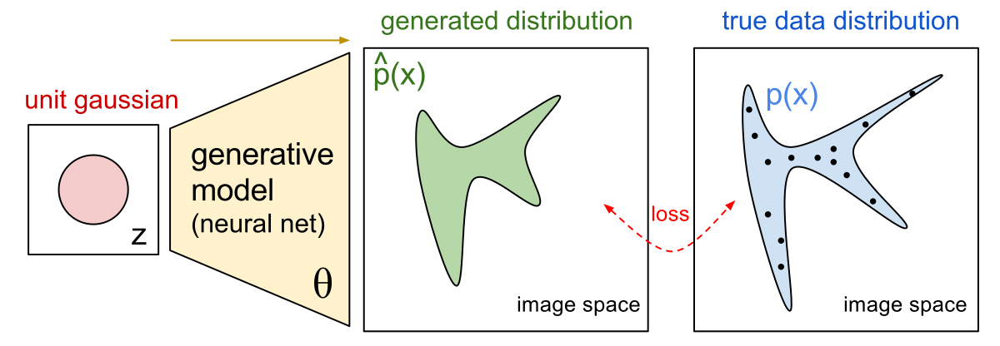 unit gaussian
z
generative
model
(neural net)
θ
generated distribution
p̂(x)
image space
loss
true data distribution
p(x)
image space